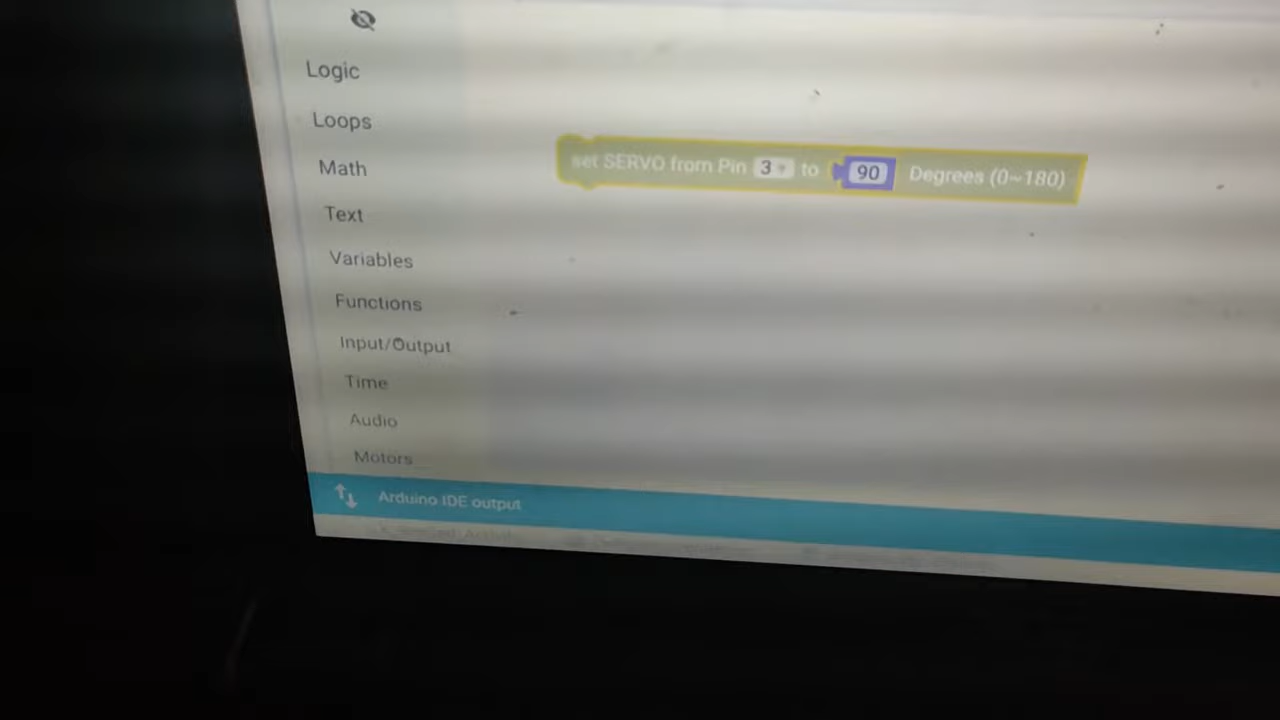 Logic
Loops
set SERVO from Pin 3 to 90 Degrees (0~180)
Math
Text
Variables
Functions
Input/Output
Time
Audio
Motors
Arduino IDE output